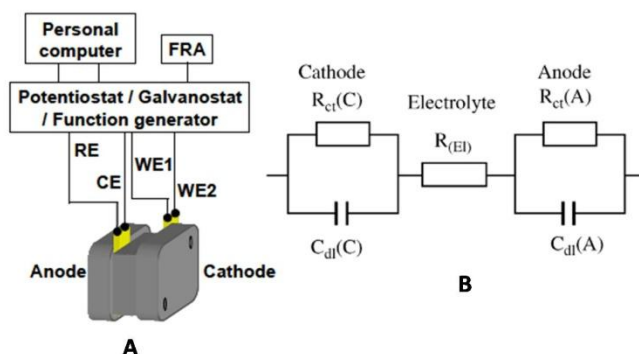 Personal
computer
FRA
Potentiostat / Galvanostat
/ Function generator
RE
CE
WE1
WE2
Anode
Cathode
A
Cathode
Rct(C)
Electrolyte
R(El)
Anode
Rct(A)
Cdl(C)
Cdl(A)
B